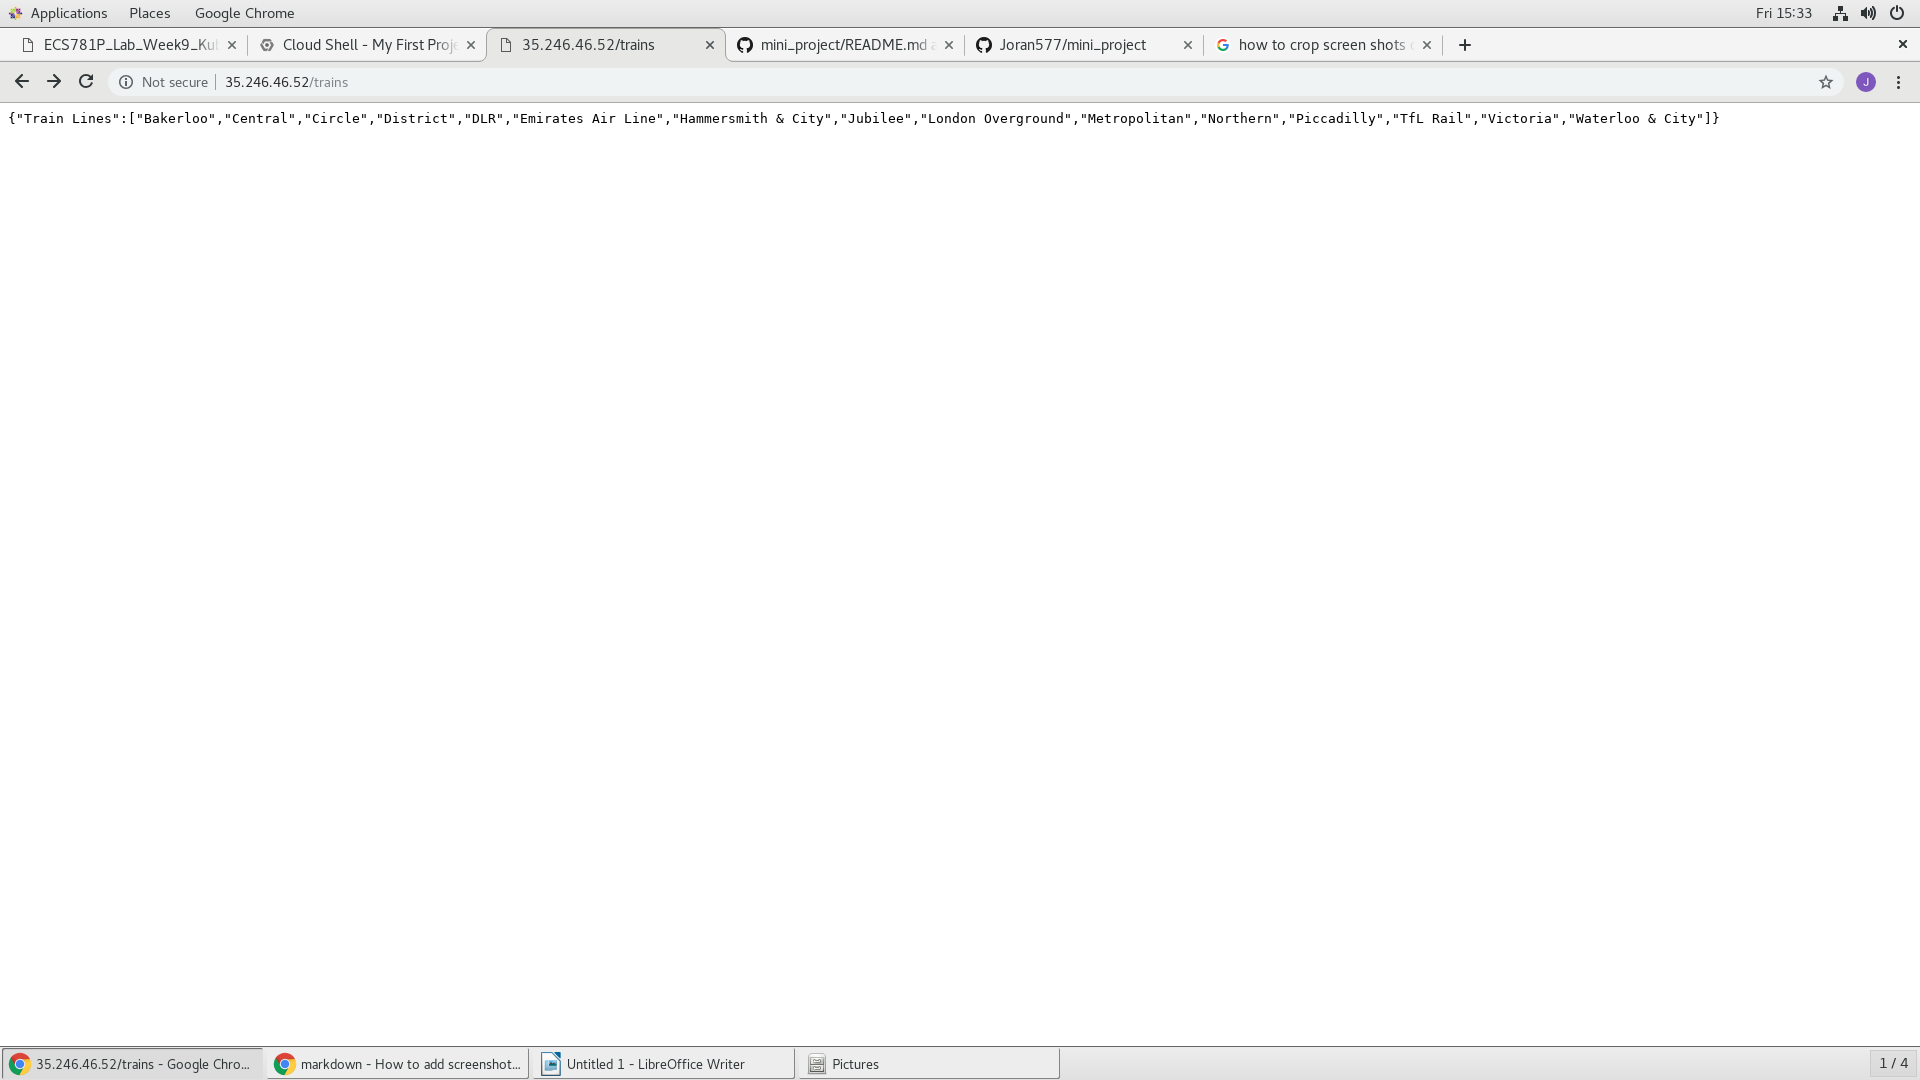 Applications Places Google Chrome Fri 15:33
ECS781P_Lab_Week9_Kul Cloud Shell - My First Proje 35.246.46.52/trains mini_project/README.md Joran577/mini_project how to crop screen shots
Not secure 35.246.46.52/trains J
{"Train Lines":["Bakerloo","Central","Circle","District","DLR","Emirates Air Line","Hammersmith & City","Jubilee","London Overground","Metropolitan","Northern","Piccadilly","TfL Rail","Victoria","Waterloo & City"]}
35.246.46.52/trains - Google Chro... markdown - How to add screenshot... Untitled 1 - LibreOffice Writer Pictures 1 / 4